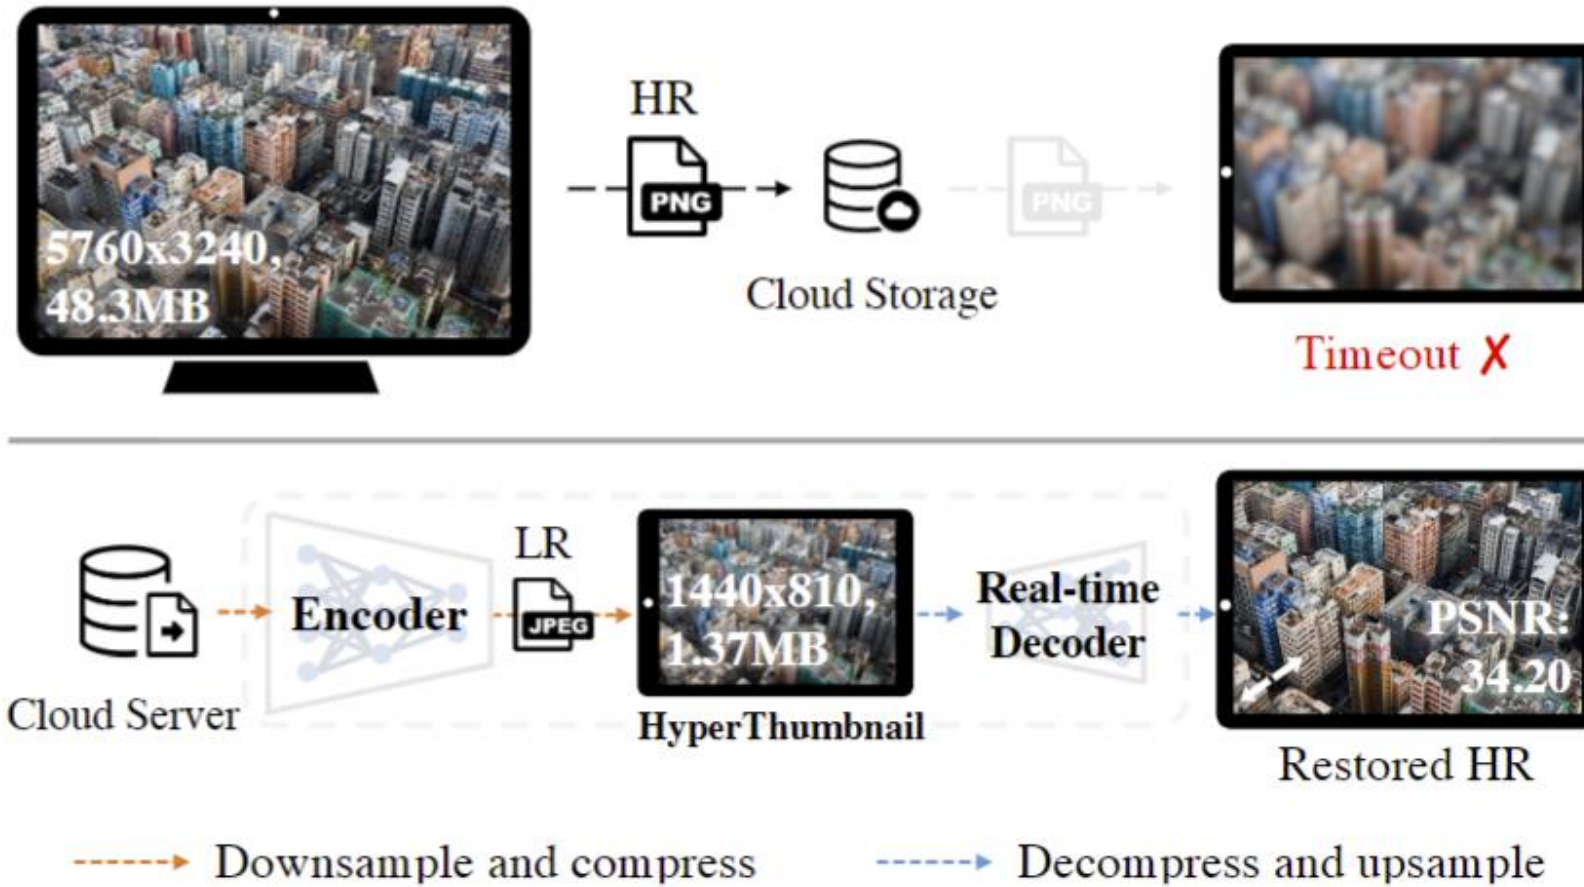 HR
PNG
PNG
5760x3240,
48.3MB
Cloud Storage
Timeout ✗
LR
JPEG
Encoder
1440x810,
1.37MB
Real-time
Decoder
PSNR:
34.20
Cloud Server
HyperThumbnail
Restored HR
Downsample and compress
Decompress and upsample